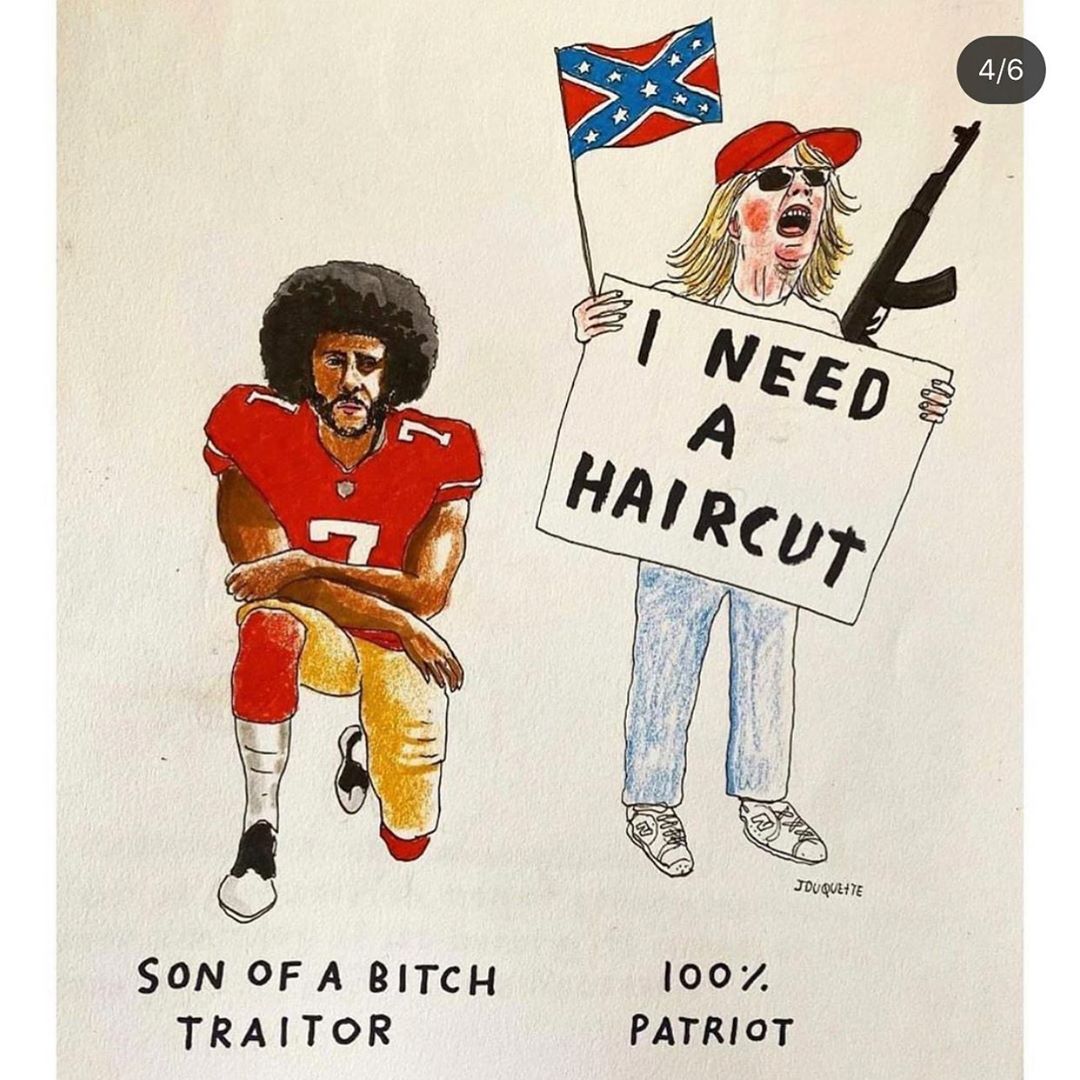 4/6
I NEED
A
HAIRCUT
7
7
7
N
N
JDUQUETTE
SON OF A BITCH
TRAITOR
100%
PATRIOT